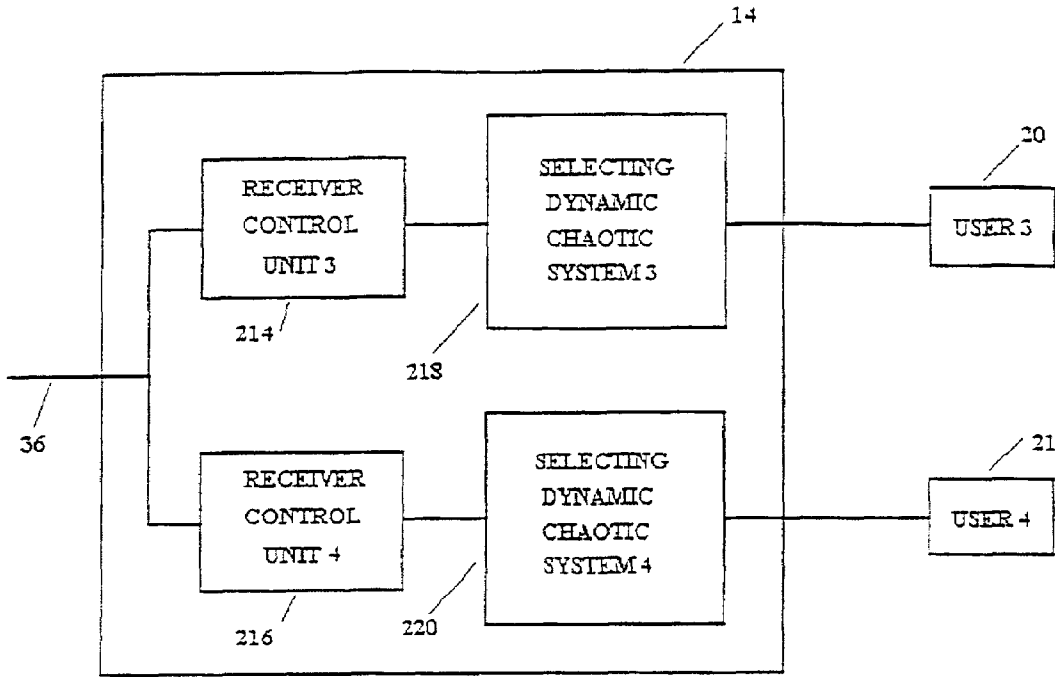 14
RECEIVER
CONTROL
UNIT 3
214
SELECTING
DYNAMIC
CHAOTIC
SYSTEM 3
218
20
USER 3
36
RECEIVER
CONTROL
UNIT 4
216
SELECTING
DYNAMIC
CHAOTIC
SYSTEM 4
220
21
USER 4